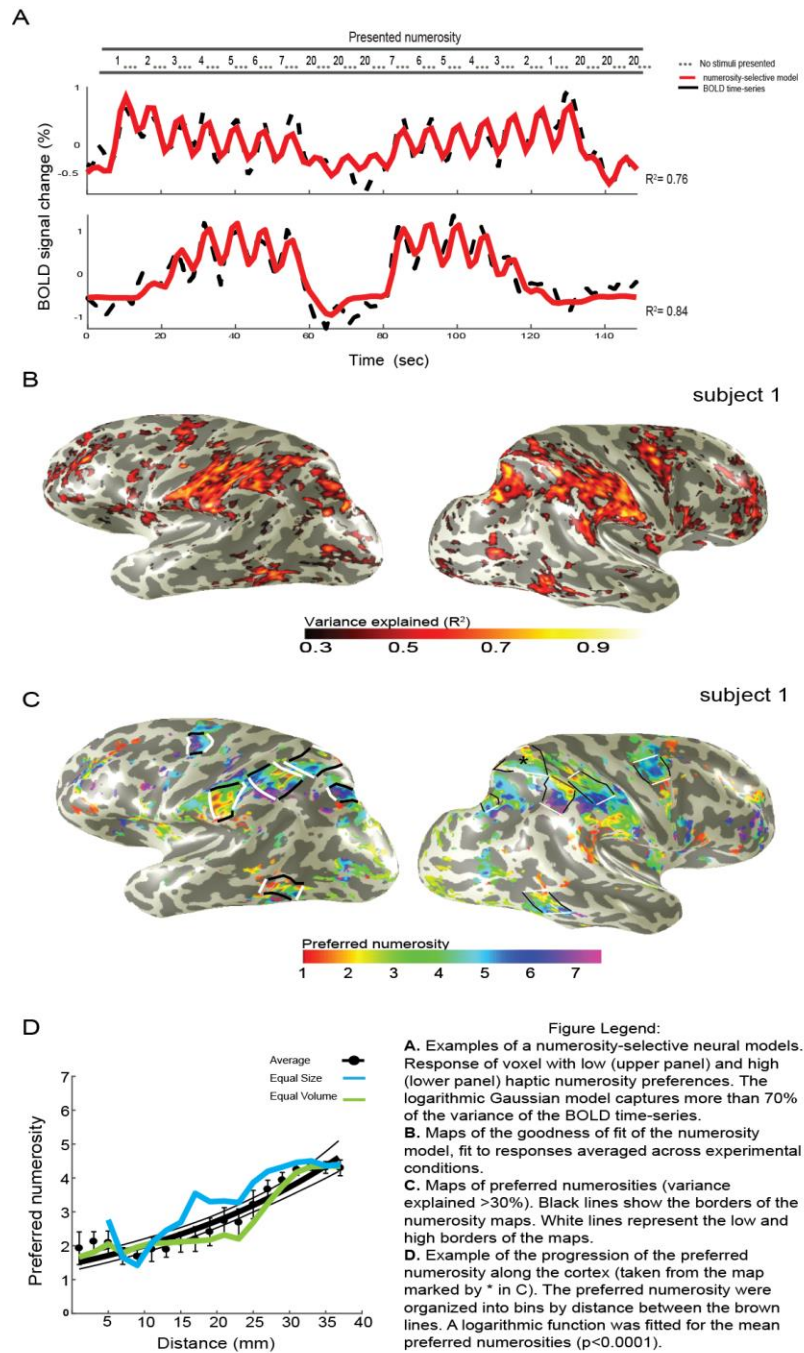 A
Presented numerosity
1 ... 2 ... 3 ... 4 ... 5 ... 6 ... 7 ... 20 ... 20 ... 20 ... 7 ... 6 ... 5 ... 4 ... 3 ... 2 ... 1 ... 20 ... 20 ... 20 ...
... No stimuli presented
numerosity-selective model
BOLD time-series
BOLD signal change (%)
1
0
-0.5
R²= 0.76
1
0
-1
R²= 0.84
0 20 40 60 80 100 120 140
Time (sec)
B
subject 1
Variance explained (R²)
0.3 0.5 0.7 0.9
C
subject 1
*
Preferred numerosity
1 2 3 4 5 6 7
D
Average
Equal Size
Equal Volume
Preferred numerosity
7
6
5
4
3
2
1
0
0 5 10 15 20 25 30 35 40
Distance (mm)
Figure Legend:
A. Examples of a numerosity-selective neural models.
Response of voxel with low (upper panel) and high
(lower panel) haptic numerosity preferences. The
logarithmic Gaussian model captures more than 70%
of the variance of the BOLD time-series.
B. Maps of the goodness of fit of the numerosity
model, fit to responses averaged across experimental
conditions.
C. Maps of preferred numerosities (variance
explained >30%). Black lines show the borders of the
numerosity maps. White lines represent the low and
high borders of the maps.
D. Example of the progression of the preferred
numerosity along the cortex (taken from the map
marked by * in C). The preferred numerosity were
organized into bins by distance between the brown
lines. A logarithmic function was fitted for the mean
preferred numerosities (p<0.0001).